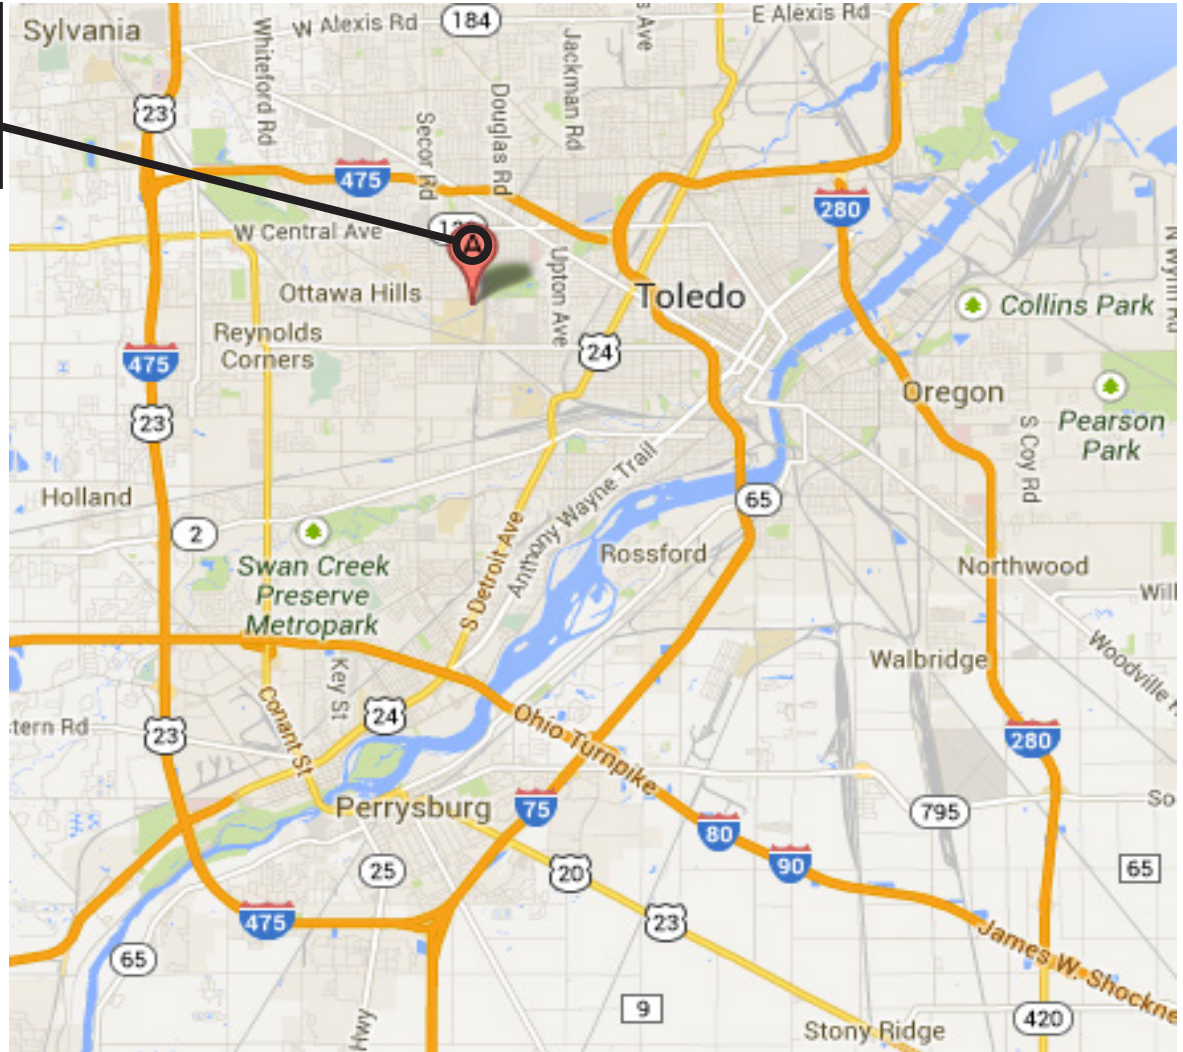 Sylvania
W Alexis Rd
184
E Alexis Rd
Whiteford Rd
Jackman Rd
23
Secor Rd
Douglas Rd
475
280
W Central Ave
A
Upton Ave
Ottawa Hills
Toledo
Collins Park
N Wynn Rd
Reynolds
Corners
24
475
Oregon
23
Pearson
Park
S Coy Rd
Holland
2
65
Anthony Wayne Trail
S Detroit Ave
Rossford
Swan Creek
Preserve
Metropark
Northwood
Walbridge
Woodville
Key St
Conant St
24
23
Ohio Turnpike
280
Perrysburg
75
80
795
90
25
20
65
475
23
James W. Shockne
65
9
420
Hwy
Stony Ridge